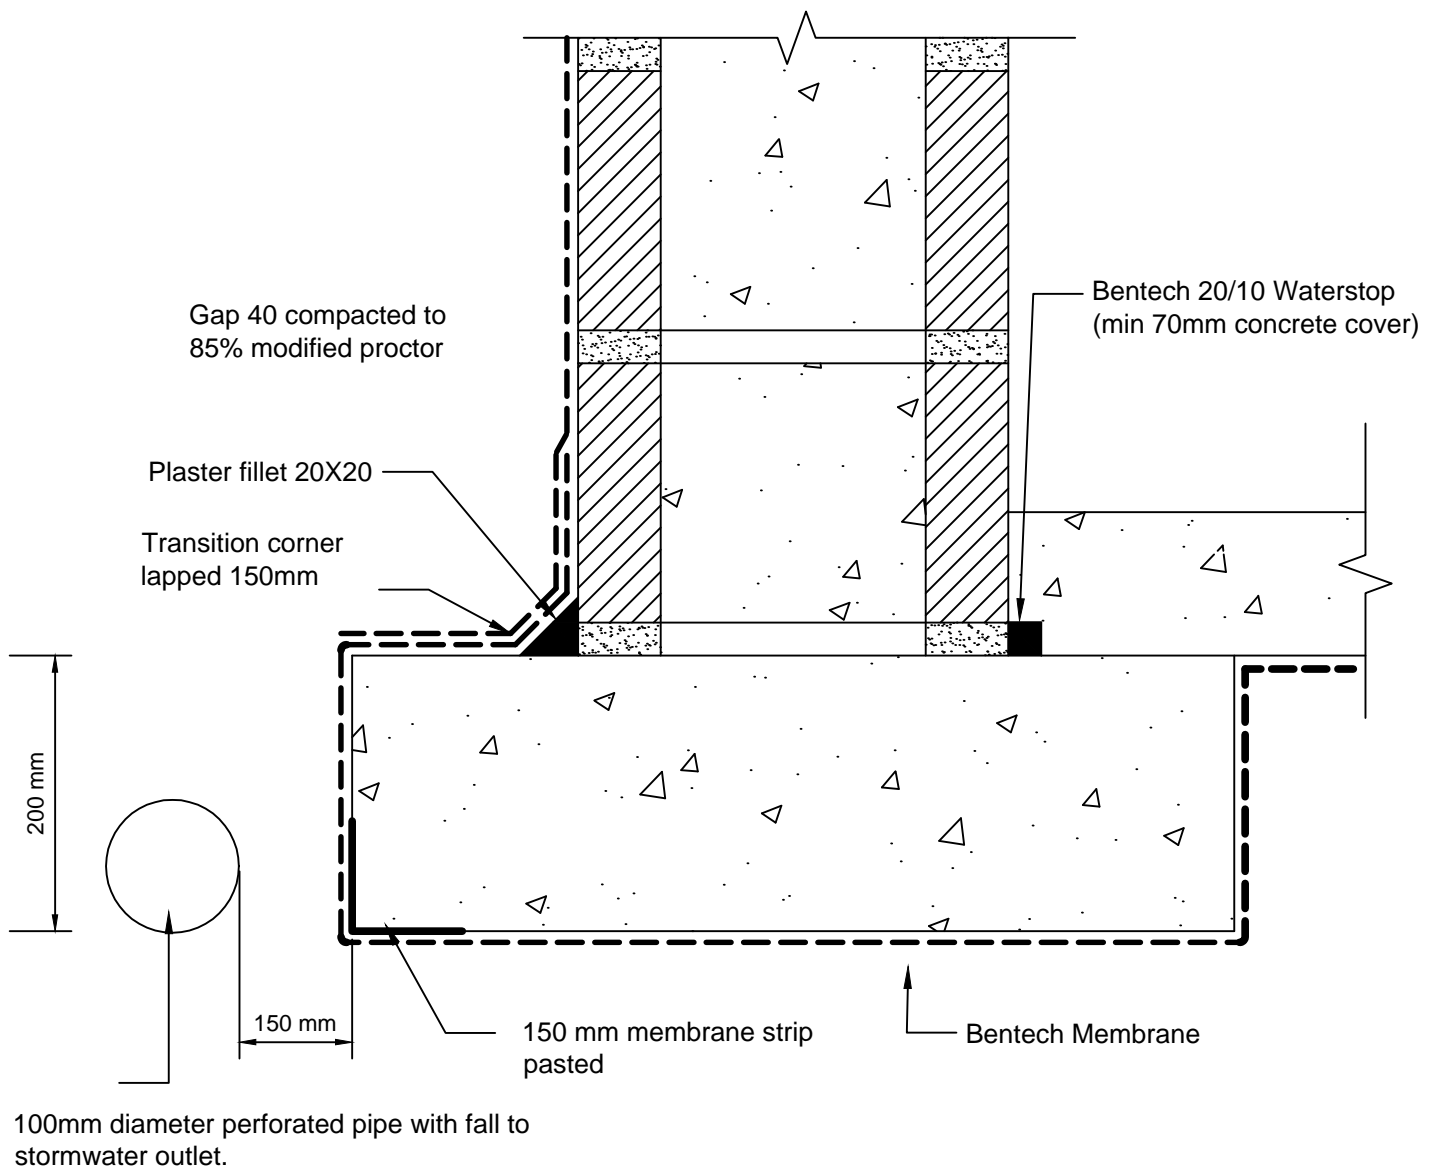 Gap 40 compacted to
85% modified proctor
Bentech 20/10 Waterstop
(min 70mm concrete cover)
Plaster fillet 20X20
Transition corner
lapped 150mm
200 mm
150 mm
150 mm membrane strip
pasted
Bentech Membrane
100mm diameter perforated pipe with fall to
stormwater outlet.